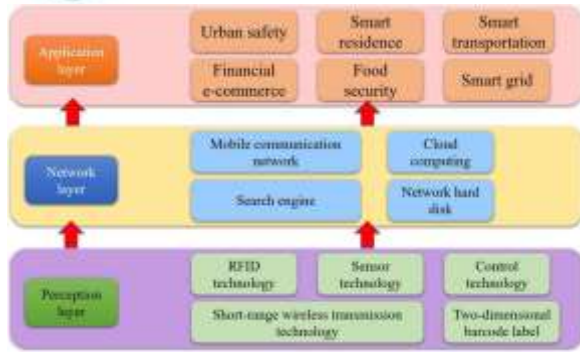 Application
layer
Urban safety
Smart
residence
Smart
transportation
Financial
e-commerce
Food
security
Smart grid
Network
layer
Mobile communication
network
Cloud
computing
Search engine
Network hard
disk
Perception
layer
RFID
technology
Sensor
technology
Control
technology
Short-range wireless transmission
technology
Two-dimensional
barcode label